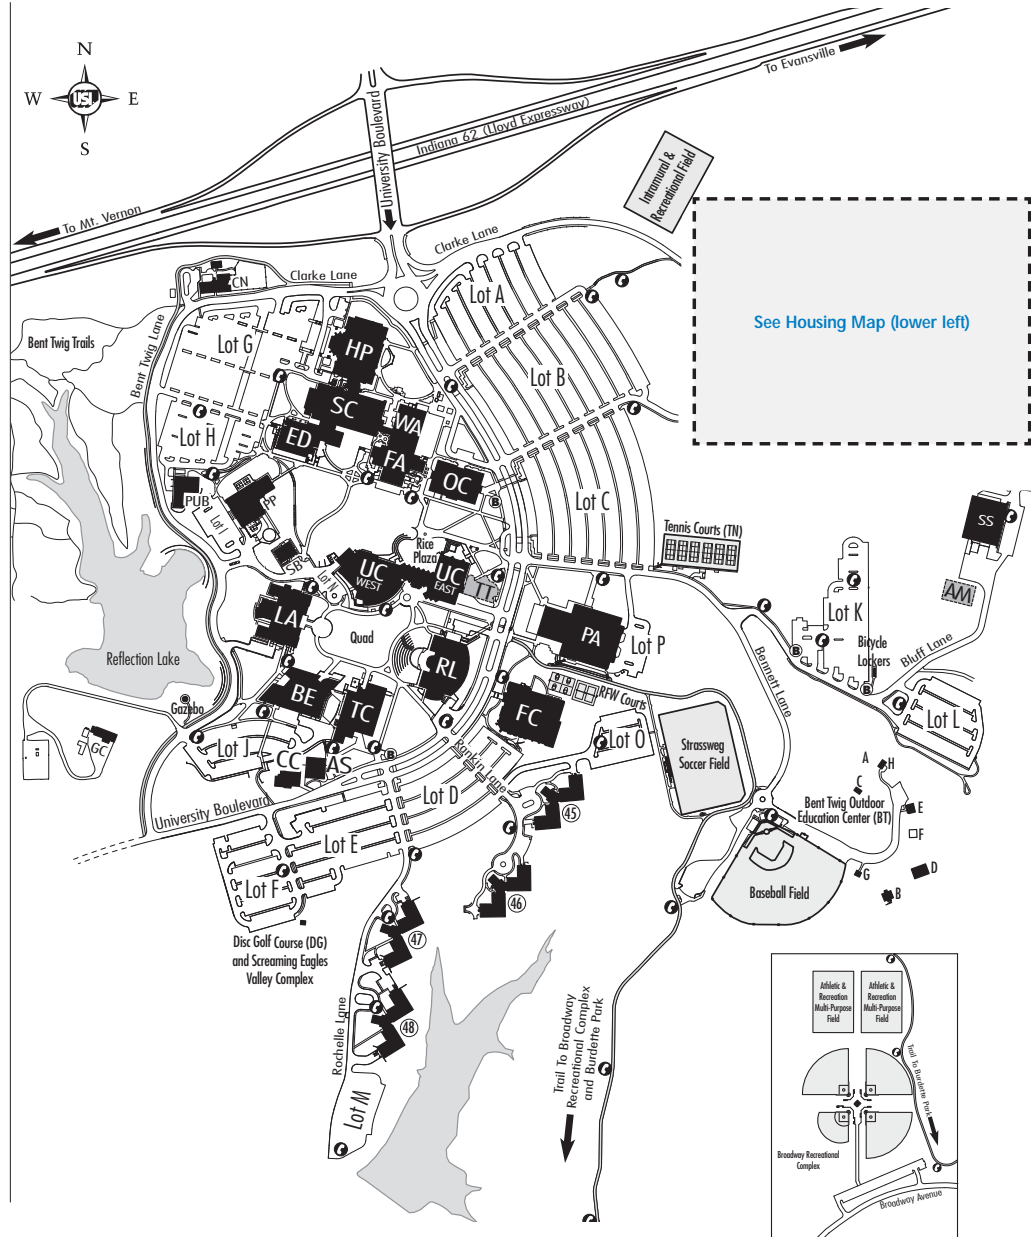 N
W
USI
E
S
To Evansville
University Boulevard
Indiana 62 (Lloyd Expressway)
To Mt. Vernon
Intramural &
Recreational Field
Clarke Lane
Clarke Lane
CN
Lot A
See Housing Map (lower left)
Bent Twig Trails
Bent Twig Lane
Lot G
HP
Lot B
SC
WA
Lot H
ED
FA
OC
B
PUB
PP
Lot I
Lot C
SS
Tennis Courts (TN)
Rice
Plaza
SB
Lot N
UC
WEST
UC
EAST
TT
AM
Lot K
LA
Quad
PA
Lot P
Bicycle
Lockers
Bluff Lane
B
B
Reflection Lake
RL
Bennett Lane
BE
TC
RFW Courts
Gazebo
FC
Lot L
GC
Lot J
Lot O
Strassweg
Soccer Field
CC
AS
B
Rankin Lane
A
H
C
University Boulevard
Lot D
45
Bent Twig Outdoor
Education Center (BT)
E
F
Lot E
Lot F
46
G
D
Baseball Field
B
Disc Golf Course (DG)
and Screaming Eagles
Valley Complex
47
48
Rochelle Lane
Lot M
Trail To Broadway
Recreational Complex
and Burdette Park
Athletic &
Recreation
Multi-Purpose
Field
Athletic &
Recreation
Multi-Purpose
Field
Trail To Burdette Park
Broadway Recreational
Complex
Broadway Avenue